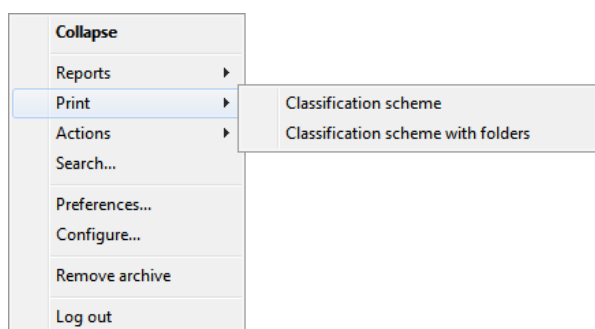 Collapse
Reports
Print
Classification scheme
Actions
Classification scheme with folders
Search...
Preferences...
Configure...
Remove archive
Log out